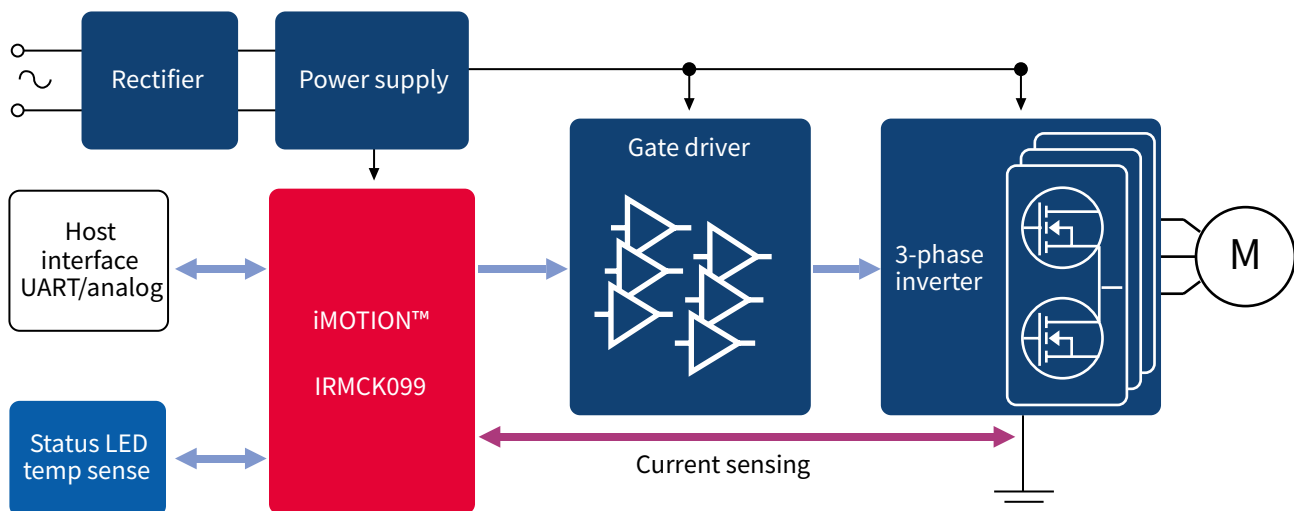 Rectifier
Power supply
Gate driver
Host
interface
UART/analog
3-phase
inverter
M
iMOTION™
IRMCK099
Status LED
temp sense
Current sensing